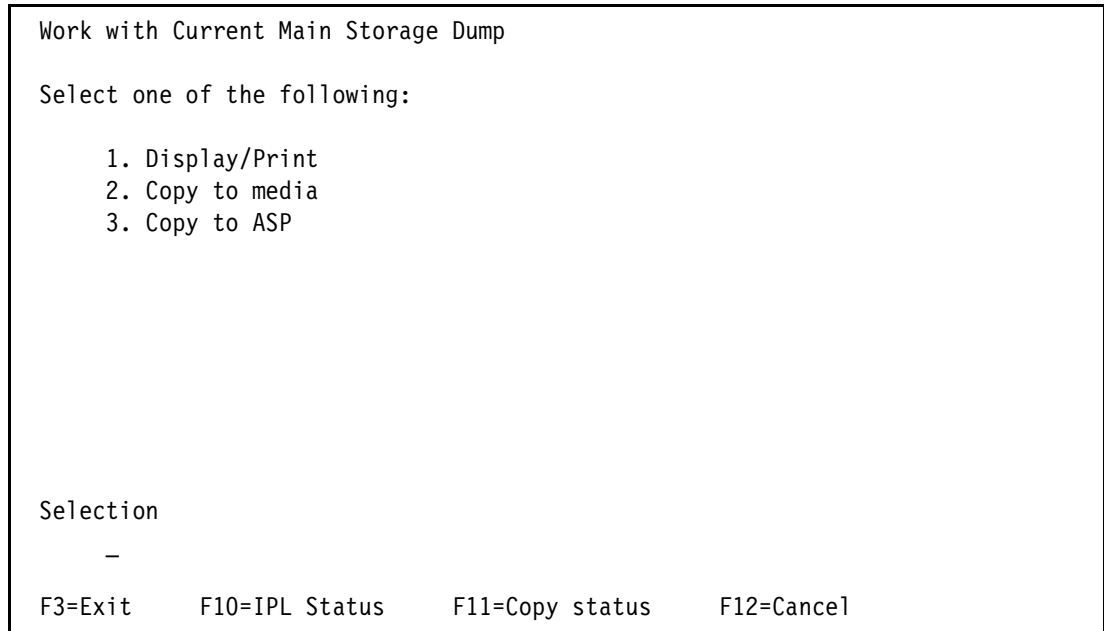 Work with Current Main Storage Dump
Select one of the following:
1. Display/Print
2. Copy to media
3. Copy to ASP
Selection
_
F3=Exit F10=IPL Status F11=Copy status F12=Cancel